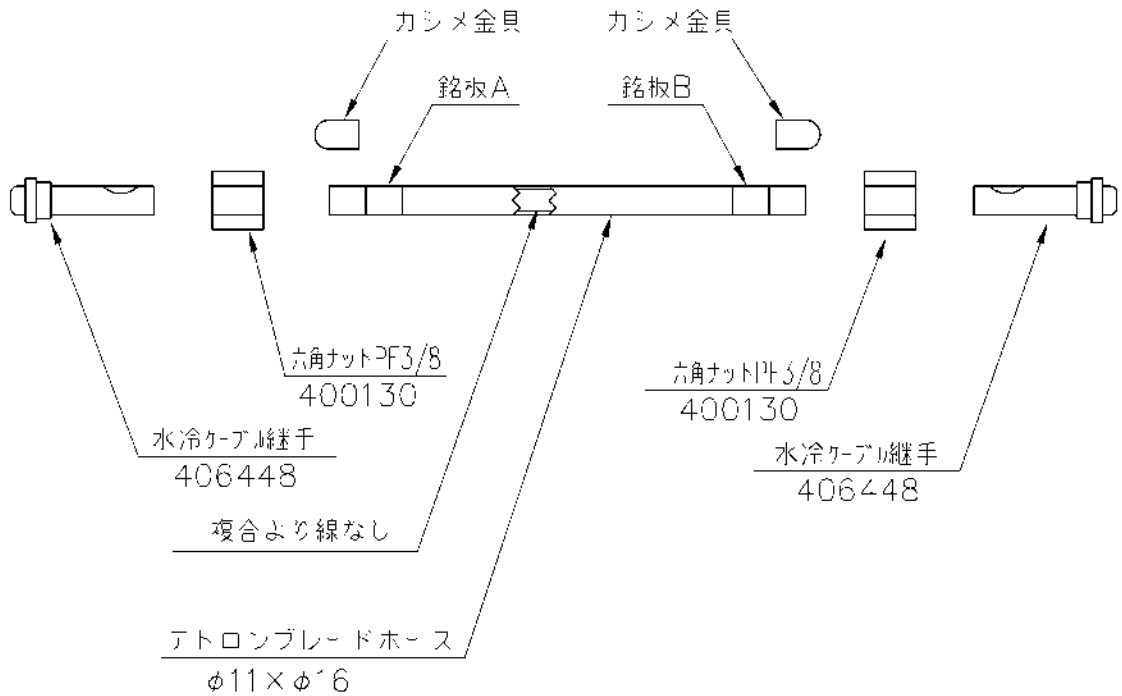 カシメ金具
カシメ金具
銘板A
銘板B
六角ナットPF3/8
400130
六角ナットPF3/8
400130
水冷ケーブル継手
406448
水冷ケーブル継手
406448
複合より線なし
テトロンブレードホース
φ11×φ16